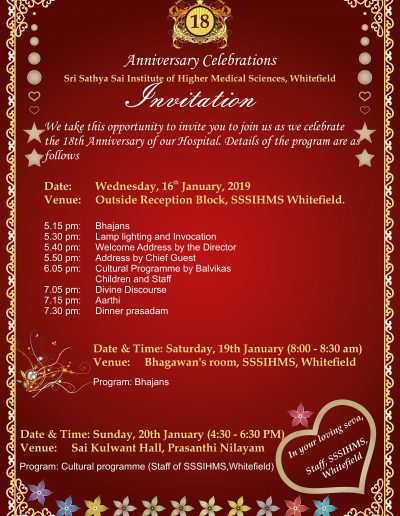 18
Anniversary Celebrations
Sri Sathya Sai Institute of Higher Medical Sciences, Whitefield
Invitation
We take this opportunity to invite you to join us as we celebrate
the 18th Anniversary of our Hospital. Details of the program are as
follows
Date: Wednesday, 16th January, 2019
Venue: Outside Reception Block, SSSIHMS Whitefield.
5.15 pm: Bhajans
5.30 pm: Lamp lighting and Invocation
5.40 pm: Welcome Address by the Director
5.50 pm: Address by Chief Guest
6.05 pm: Cultural Programme by Balvikas
Children and Staff
7.05 pm: Divine Discourse
7.15 pm: Aarthi
7.30 pm: Dinner prasadam
Date & Time: Saturday, 19th January (8:00 - 8:30 am)
Venue: Bhagawan's room, SSSIHMS, Whitefield
Program: Bhajans
Date & Time: Sunday, 20th January (4:30 - 6:30 PM)
Venue: Sai Kulwant Hall, Prasanthi Nilayam
Program: Cultural programme (Staff of SSSIHMS,Whitefield)
In your loving seva,
Staff, SSSIHMS,
Whitefield